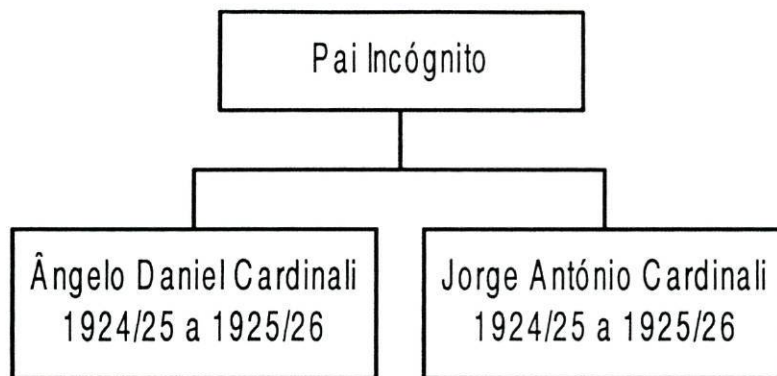 Pai Incógnito
Ângelo Daniel Cardinali
1924/25 a 1925/26
Jorge António Cardinali
1924/25 a 1925/26